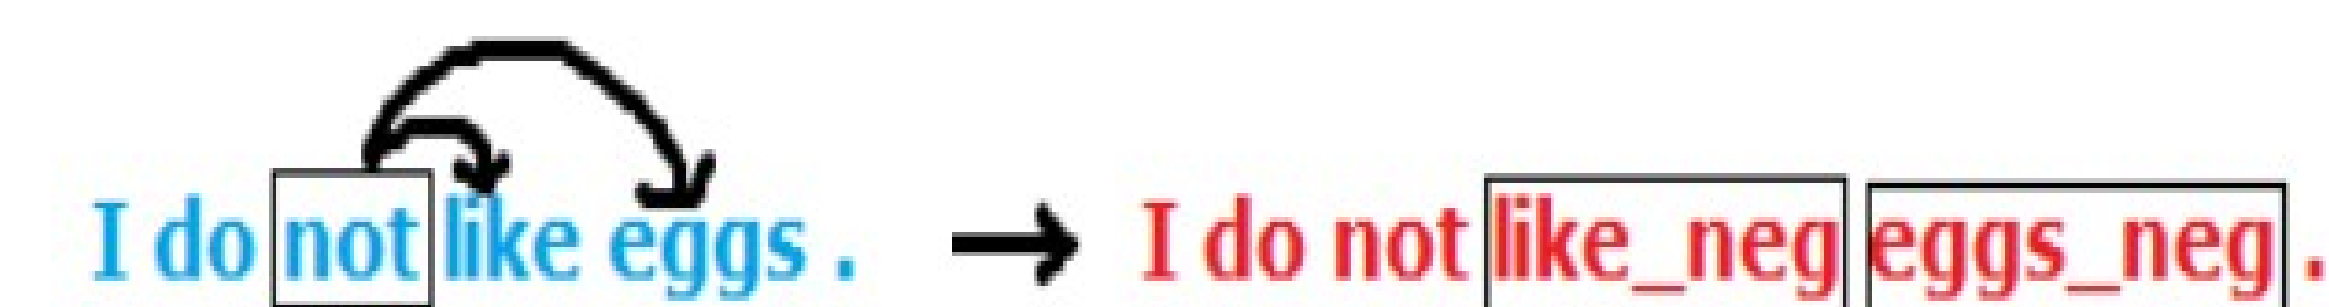 I do not like eggs . → I do not like_neg eggs_neg .